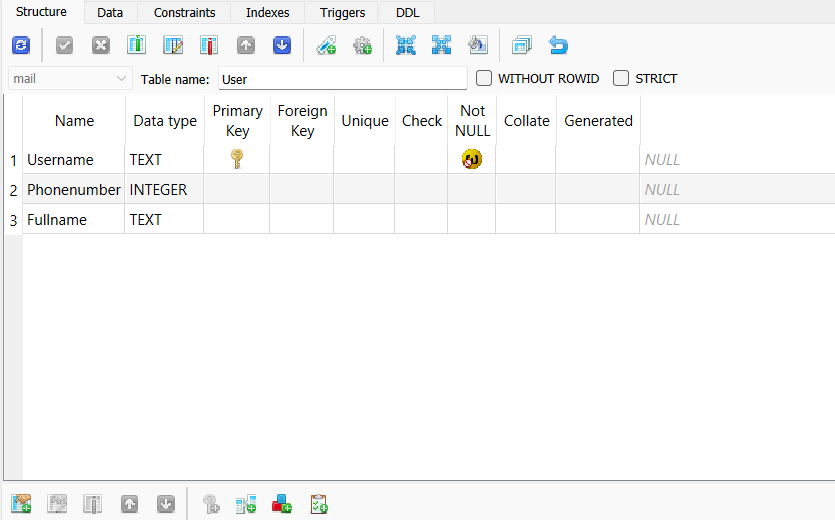 Structure Data Constraints Indexes Triggers DDL
mail Table name: User WITHOUT ROWID STRICT
Name Data type Primary Key Foreign Key Unique Check Not NULL Collate Generated
1 Username TEXT NULL
2 Phonenumber INTEGER NULL
3 Fullname TEXT NULL